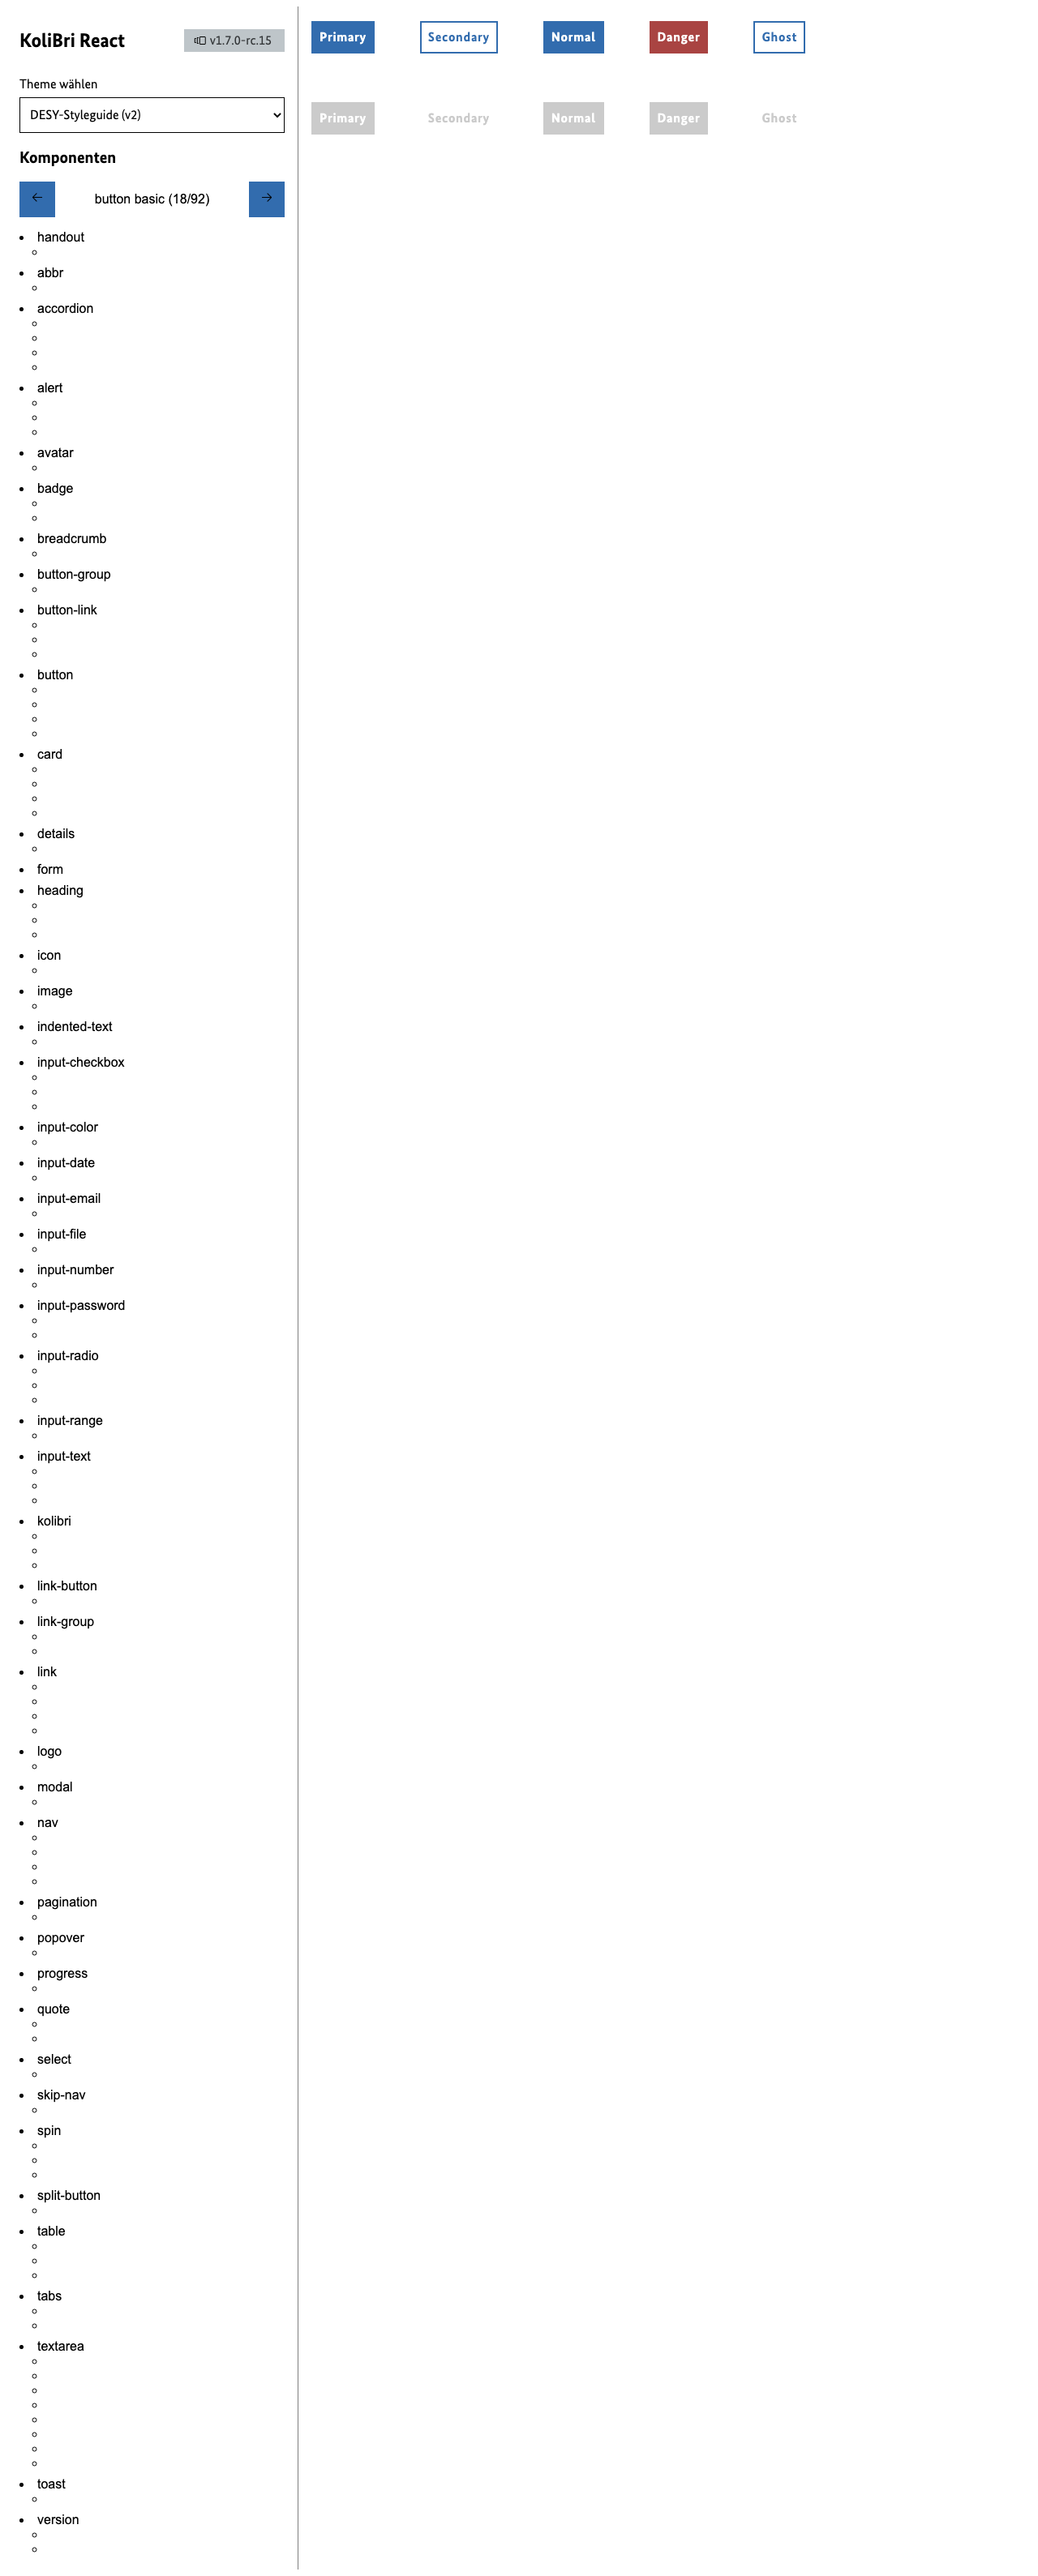 KoliBri React
v1.7.0-rc.15
Theme wählen
DESY-Styleguide (v2)
Komponenten
← button basic (18/92) →
handout
abbr
accordion
alert
avatar
badge
breadcrumb
button-group
button-link
button
card
details
form
heading
icon
image
indented-text
input-checkbox
input-color
input-date
input-email
input-file
input-number
input-password
input-radio
input-range
input-text
kolibri
link-button
link-group
link
logo
modal
nav
pagination
popover
progress
quote
select
skip-nav
spin
split-button
table
tabs
textarea
toast
version
Primary Secondary Normal Danger Ghost
Primary Secondary Normal Danger Ghost